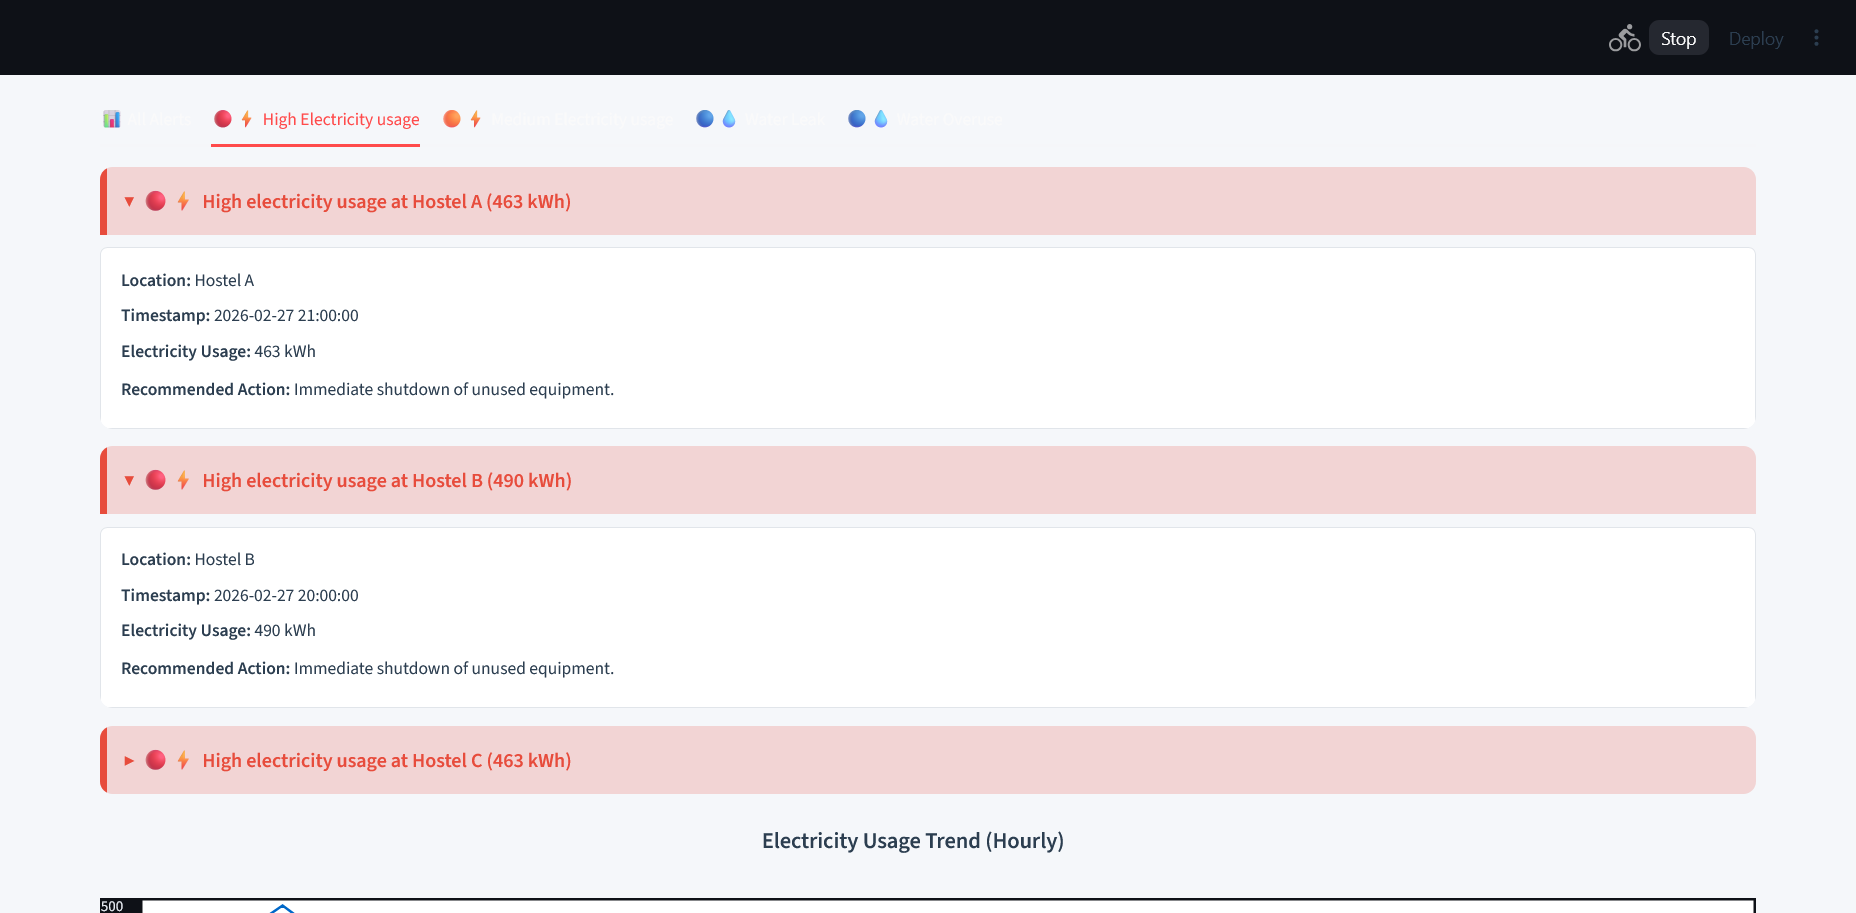 Stop
Deploy
High Electricity usage
▼ High electricity usage at Hostel A (463 kWh)
Location: Hostel A
Timestamp: 2026-02-27 21:00:00
Electricity Usage: 463 kWh
Recommended Action: Immediate shutdown of unused equipment.
▼ High electricity usage at Hostel B (490 kWh)
Location: Hostel B
Timestamp: 2026-02-27 20:00:00
Electricity Usage: 490 kWh
Recommended Action: Immediate shutdown of unused equipment.
► High electricity usage at Hostel C (463 kWh)
Electricity Usage Trend (Hourly)
500